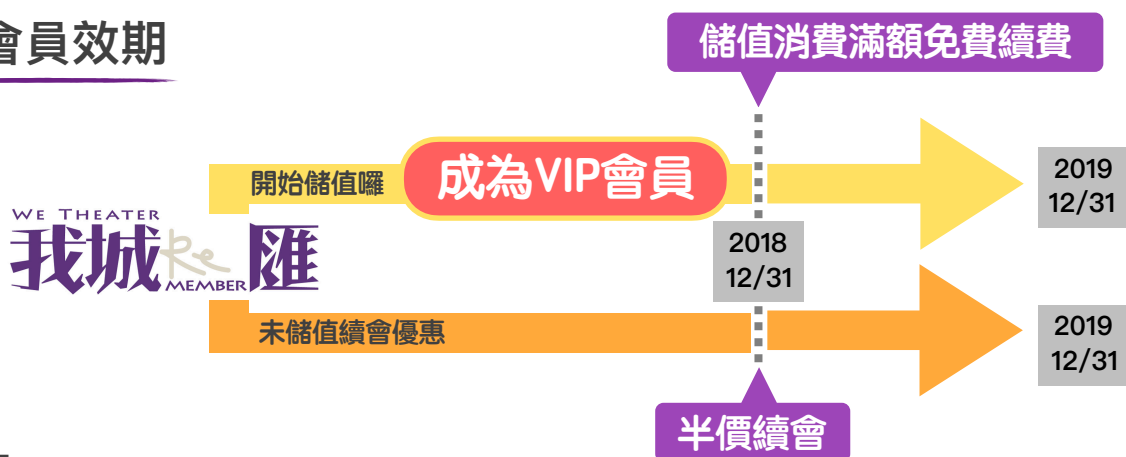 會員效期
儲值消費滿額免費續費
開始儲值囉
成為VIP會員
2019
12/31
WE THEATER
我城Re匯
MEMBER
2018
12/31
未儲值續會優惠
2019
12/31
半價續會